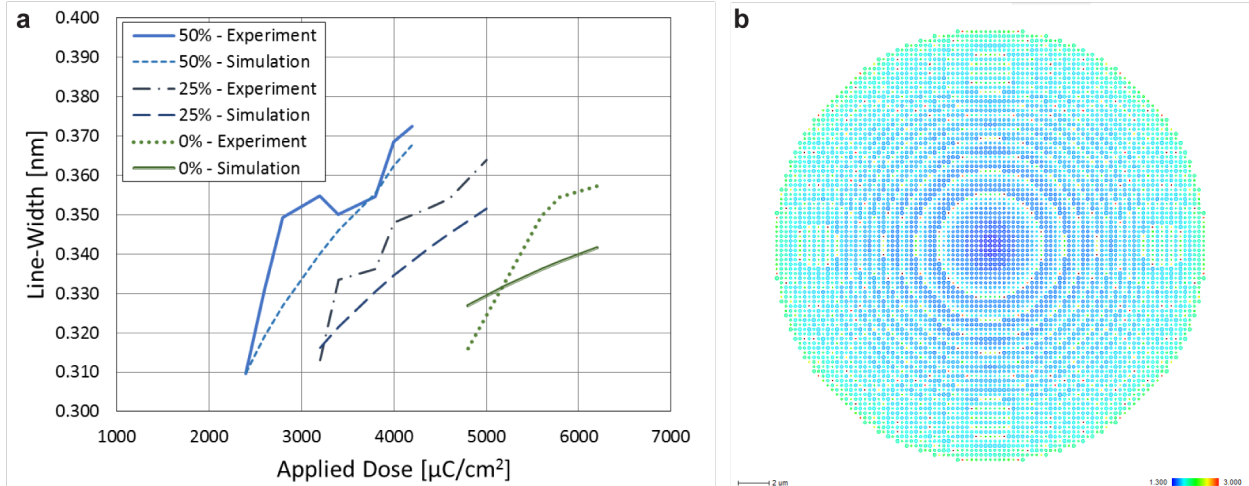 a
0.400
0.390
0.380
0.370
0.360
0.350
0.340
0.330
0.320
0.310
0.300
Line-Width [nm]
50% - Experiment
50% - Simulation
25% - Experiment
25% - Simulation
0% - Experiment
0% - Simulation
1000 2000 3000 4000 5000 6000 7000
Applied Dose [µC/cm²]
b
2 um
1.300 3.000